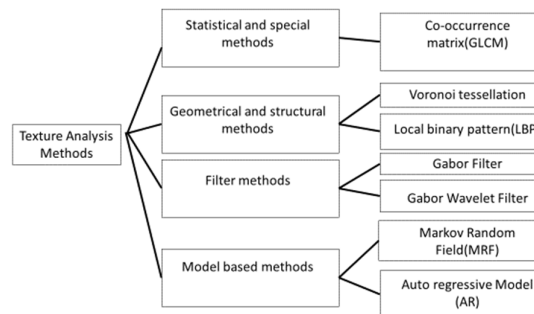 Texture Analysis
Methods
Statistical and special
methods
Co-occurrence
matrix(GLCM)
Geometrical and structural
methods
Voronoi tessellation
Local binary pattern(LBP
Filter methods
Gabor Filter
Gabor Wavelet Filter
Model based methods
Markov Random
Field(MRF)
Auto regressive Model
(AR)